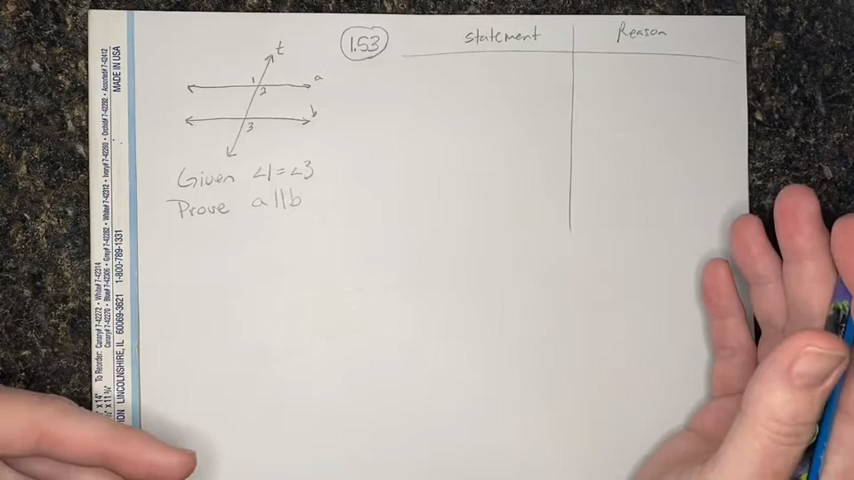 1.53
statement Reason
t
1 a
2
b
3
Given ∠1=∠3
Prove a||b
MADE IN USA
LINCOLNSHIRE, IL 60069-3621 1-800-789-1331